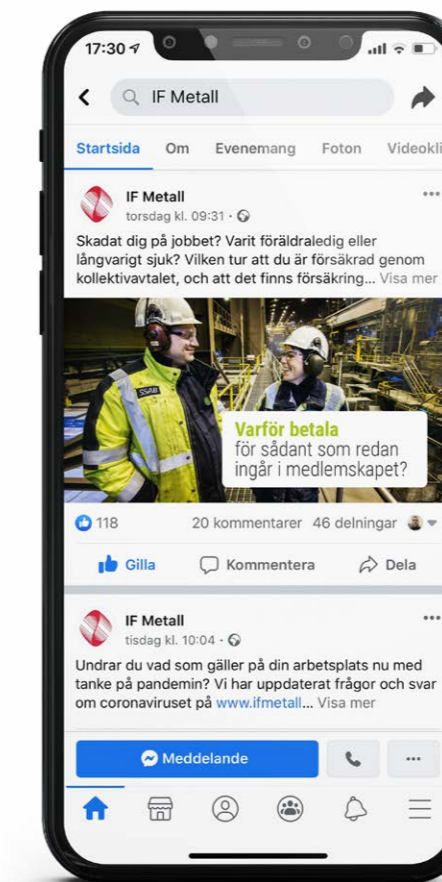 17:30
IF Metall
Startsida Om Evenemang Foton Videokli
IF Metall
torsdag kl. 09:31 ·
Skadat dig på jobbet? Varit föräldraledig eller
långvarigt sjuk? Vilken tur att du är försäkrad genom
kollektivavtalet, och att det finns försäkring... Visa mer
SSAB
Varför betala
för sådant som redan
ingår i medlemskapet?
118 20 kommentarer 46 delningar
Gilla Kommentera Dela
IF Metall
tisdag kl. 10:04 ·
Undrar du vad som gäller på din arbetsplats nu med
tanke på pandemin? Vi har uppdaterat frågor och svar
om coronaviruset på www.ifmetall... Visa mer
Meddelande